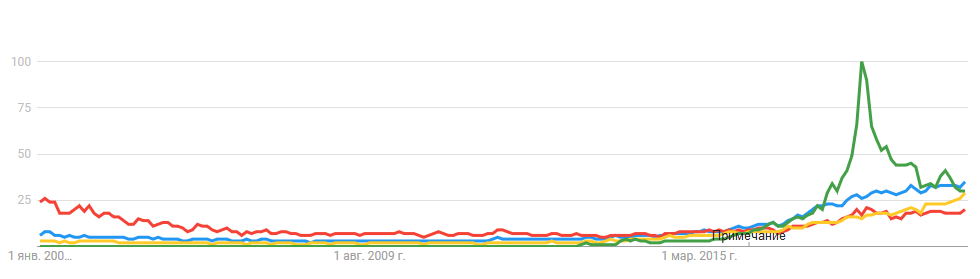 100
75
50
25
Примечание
1 янв. 200...
1 авг. 2009 г.
1 мар. 2015 г.